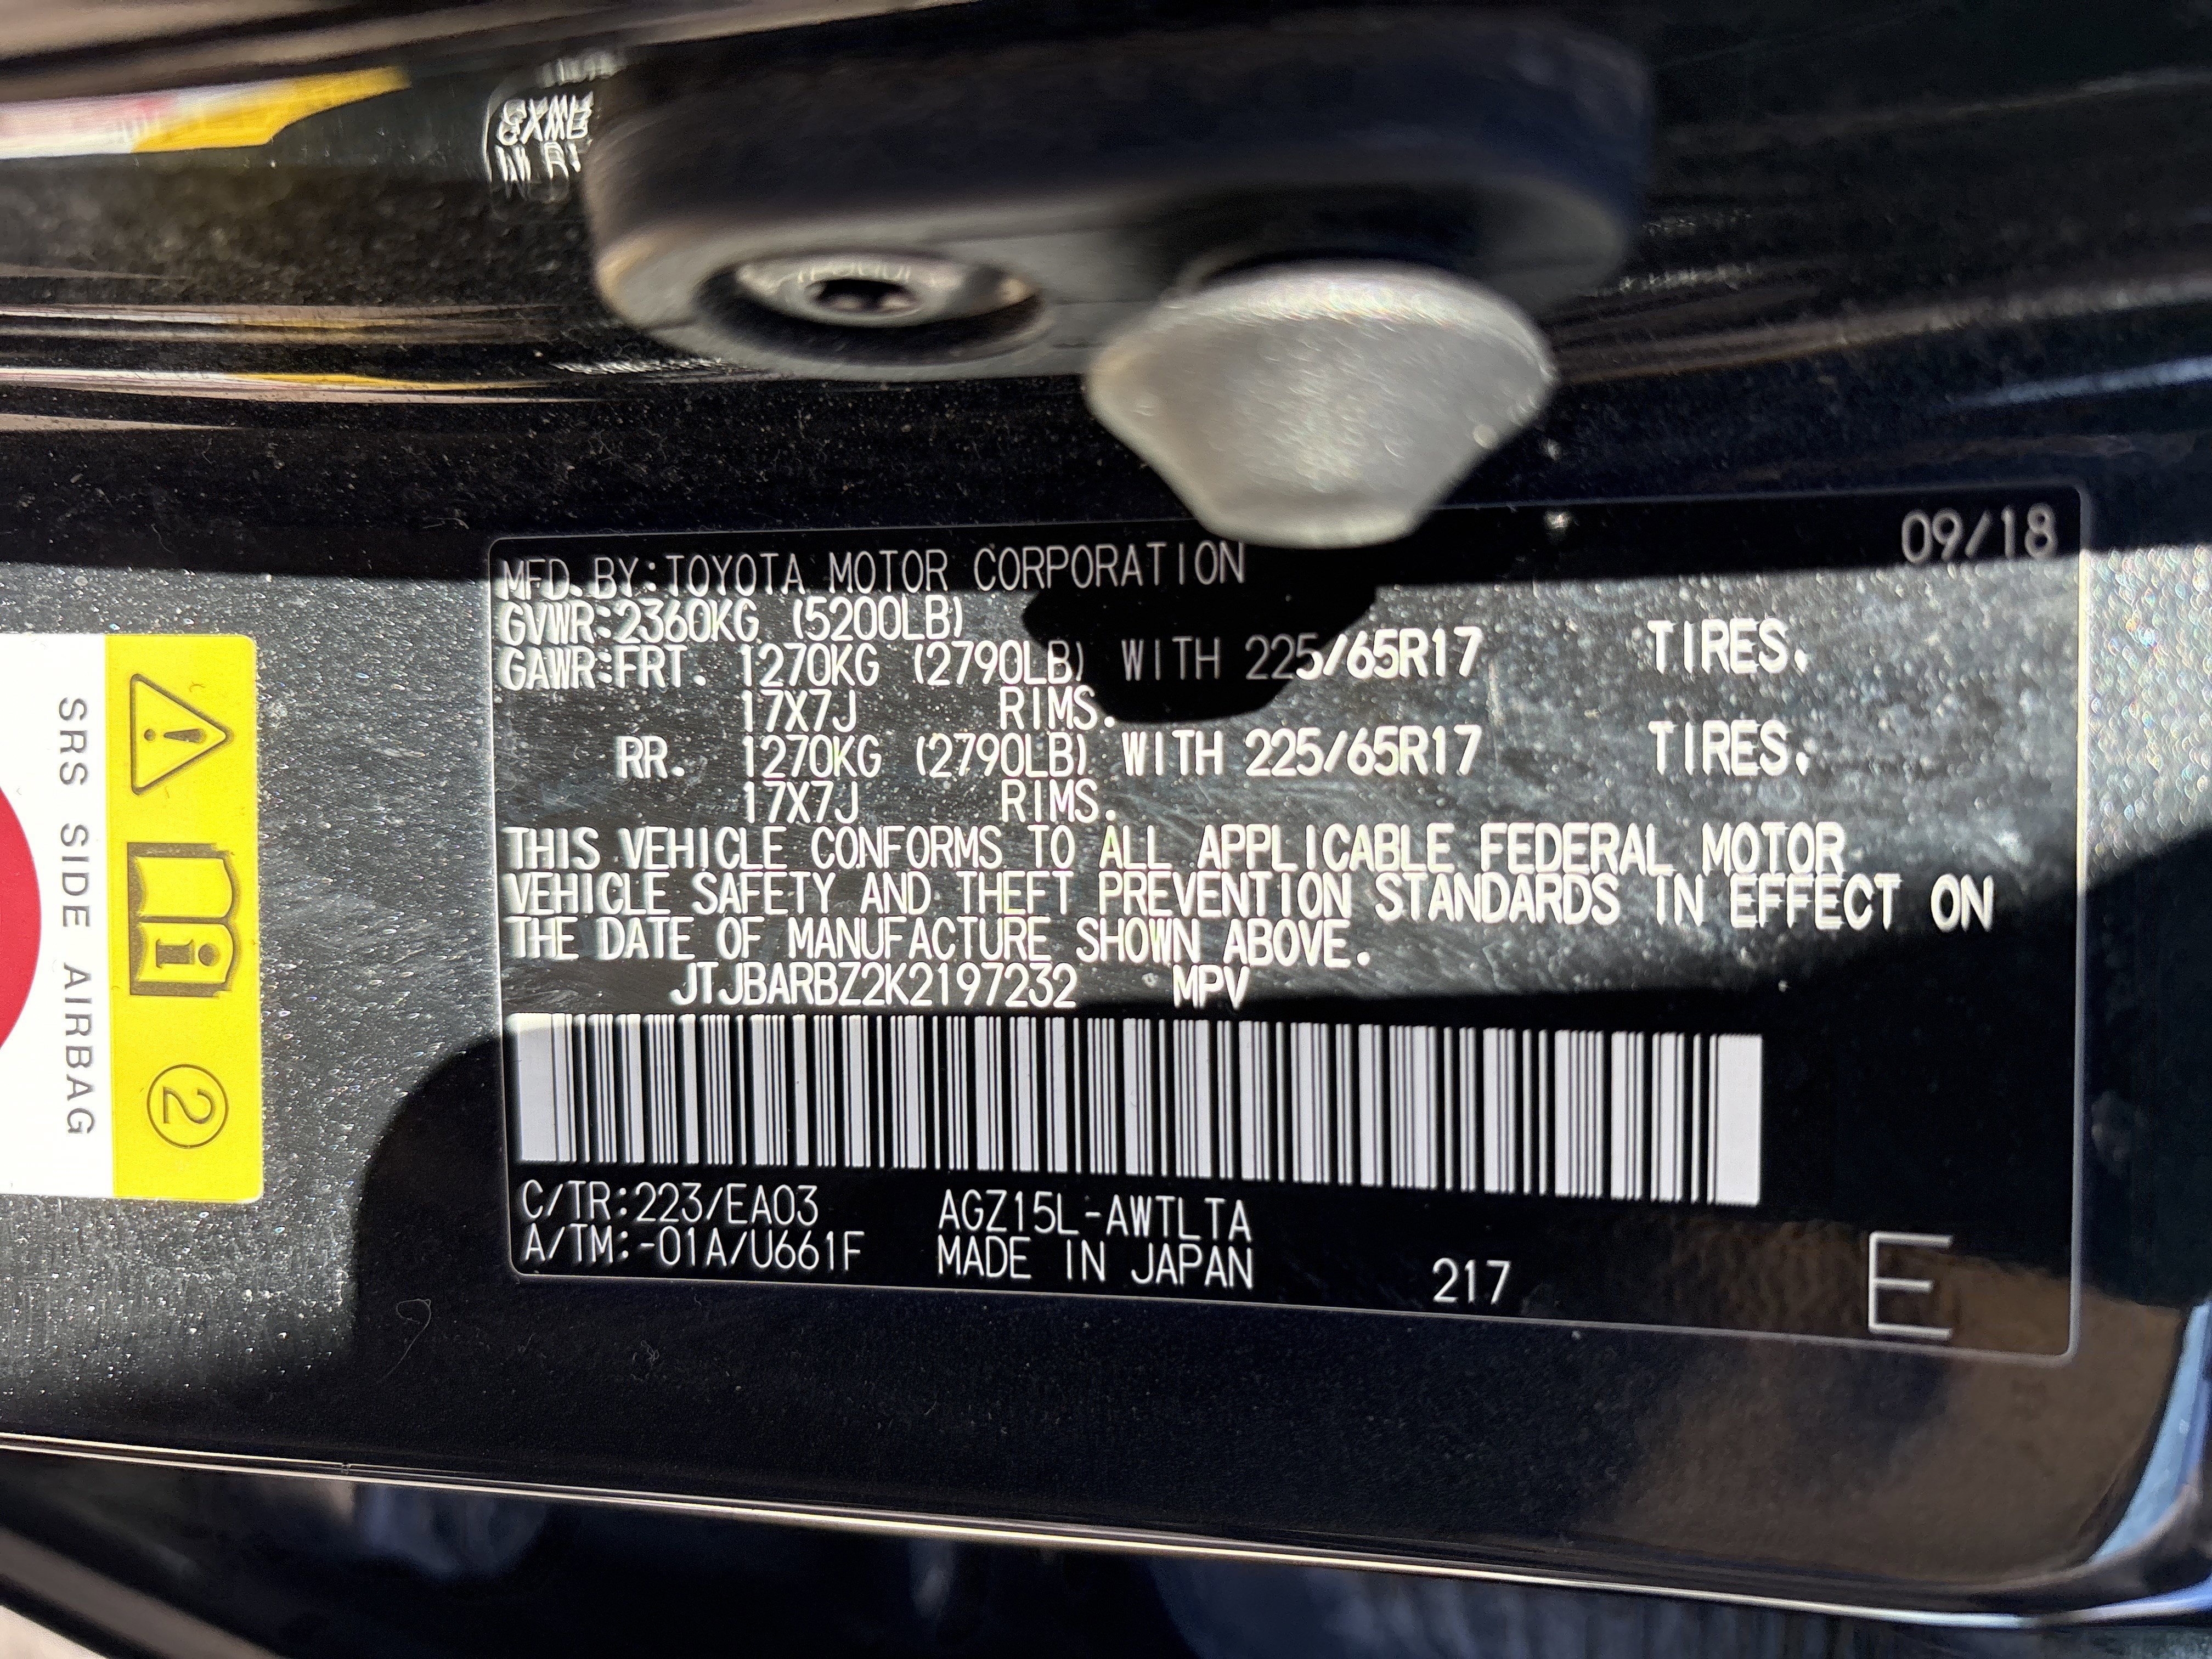 MFD. BY:TOYOTA MOTOR CORPORATION 09/18
GVWR:2360KG (5200LB)
GAWR:FRT. 1270KG (2790LB) WITH 225/65R17 TIRES.
17X7J RIMS.
RR. 1270KG (2790LB) WITH 225/65R17 TIRES.
17X7J RIMS.
THIS VEHICLE CONFORMS TO ALL APPLICABLE FEDERAL MOTOR
VEHICLE SAFETY AND THEFT PREVENTION STANDARDS IN EFFECT ON
THE DATE OF MANUFACTURE SHOWN ABOVE.
JTJBARBZ2K2197232 MPV
C/TR:223/EA03 AGZ15L-AWTLTA
A/TM:-01A/U661F MADE IN JAPAN 217 E
SRS SIDE AIRBAG
2